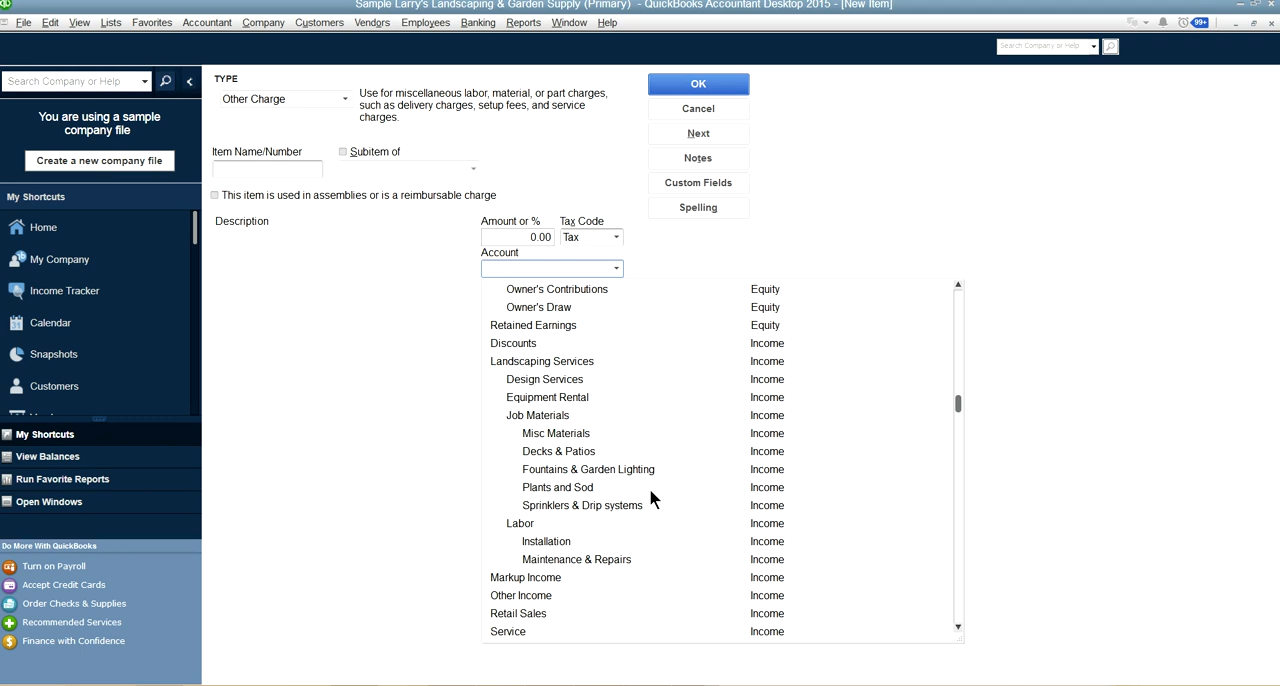 Sample Larry's Landscaping & Garden Supply (Primary) - QuickBooks Accountant Desktop 2015 - [New Item]
File Edit View Lists Favorites Accountant Company Customers Vendors Employees Banking Reports Window Help
99+
Search Company or Help
Search Company or Help
You are using a sample
company file
Create a new company file
My Shortcuts
Home
My Company
Income Tracker
Calendar
Snapshots
Customers
My Shortcuts
View Balances
Run Favorite Reports
Open Windows
Do More With QuickBooks
Turn on Payroll
Accept Credit Cards
Order Checks & Supplies
Recommended Services
Finance with Confidence
TYPE
Other Charge
Use for miscellaneous labor, material, or part charges,
such as delivery charges, setup fees, and service
charges.
Item Name/Number
Subitem of
This item is used in assemblies or is a reimbursable charge
Description
Amount or % Tax Code
0.00 Tax
Account
OK
Cancel
Next
Notes
Custom Fields
Spelling
Owner's Contributions Equity
Owner's Draw Equity
Retained Earnings Equity
Discounts Income
Landscaping Services Income
Design Services Income
Equipment Rental Income
Job Materials Income
Misc Materials Income
Decks & Patios Income
Fountains & Garden Lighting Income
Plants and Sod Income
Sprinklers & Drip systems Income
Labor Income
Installation Income
Maintenance & Repairs Income
Markup Income Income
Other Income Income
Retail Sales Income
Service Income